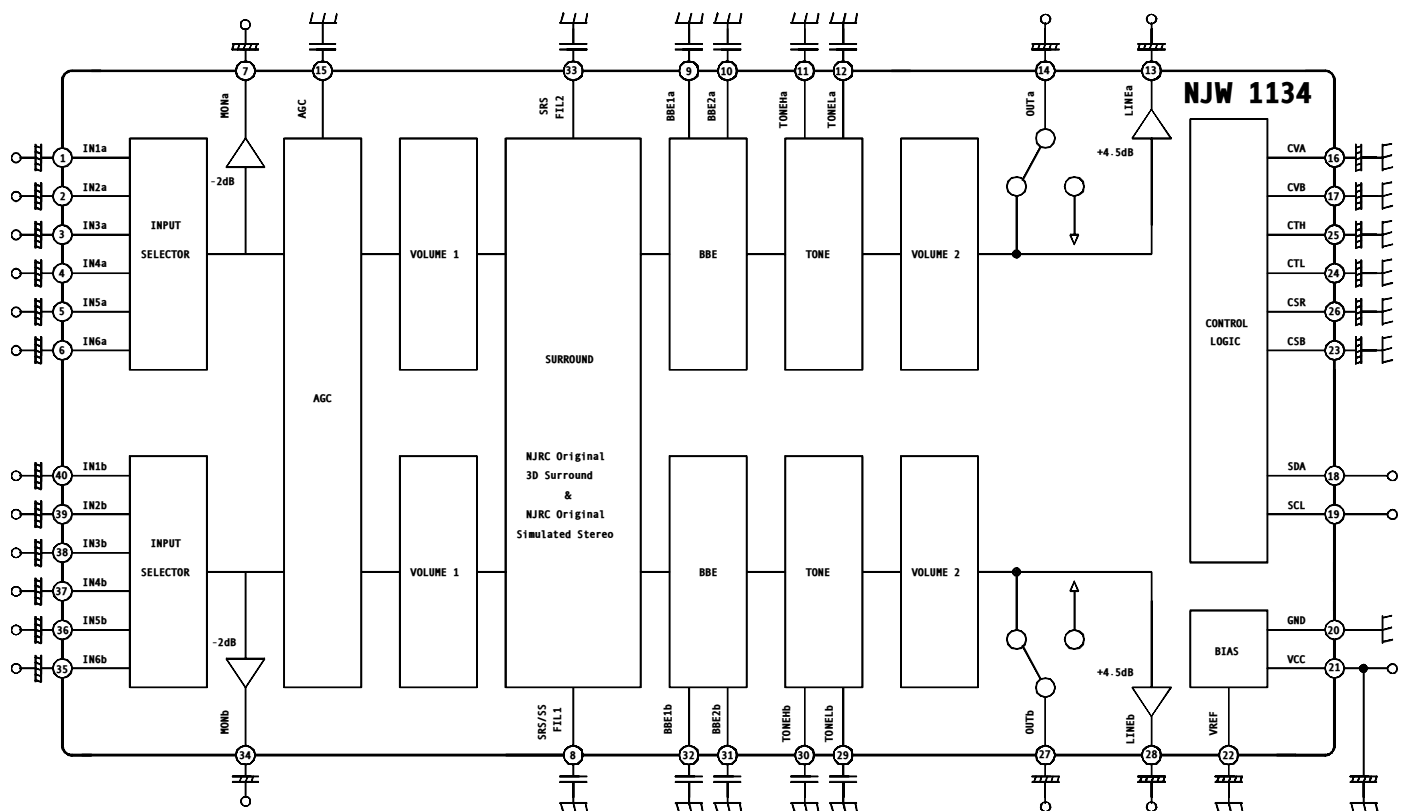 7
15
33
9
10
11
12
14
13
MONa
AGC
SRS
FIL2
BBE1a
BBE2a
TONEHa
TONELa
OUTa
LINEa
NJW 1134
1
IN1a
2
IN2a
3
IN3a
4
IN4a
5
IN5a
6
IN6a
INPUT
SELECTOR
-2dB
AGC
VOLUME 1
SURROUND
NJRC Original
3D Surround
&
NJRC Original
Simulated Stereo
BBE
TONE
VOLUME 2
+4.5dB
CONTROL
LOGIC
CVA
16
CVB
17
CTH
25
CTL
24
CSR
26
CSB
23
SDA
18
SCL
19
40
IN1b
39
IN2b
38
IN3b
37
IN4b
36
IN5b
35
IN6b
INPUT
SELECTOR
-2dB
VOLUME 1
BBE
TONE
VOLUME 2
+4.5dB
BIAS
GND
20
VCC
21
MONb
SRS/SS
FIL1
BBE1b
BBE2b
TONEHb
TONELb
OUTb
LINEb
VREF
34
8
32
31
30
29
27
28
22